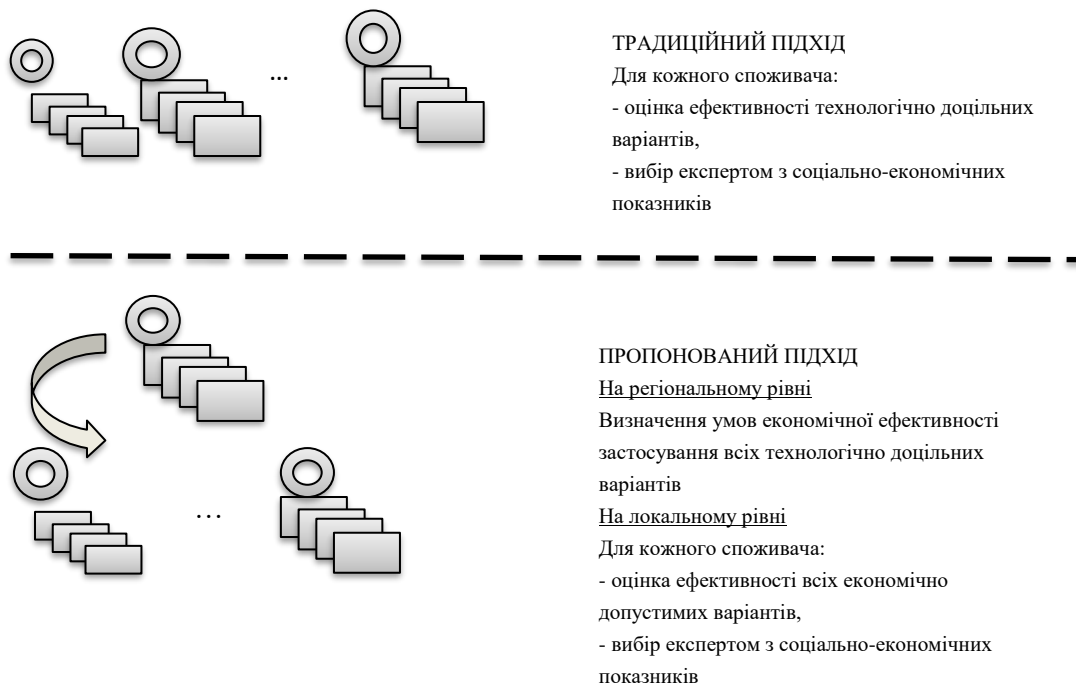 ...
ТРАДИЦІЙНИЙ ПІДХІД
Для кожного споживача:
- оцінка ефективності технологічно доцільних
варіантів,
- вибір експертом з соціально-економічних
показників
ПРОПОНОВАНИЙ ПІДХІД
На регіональному рівні
Визначення умов економічної ефективності
застосування всіх технологічно доцільних
варіантів
На локальному рівні
Для кожного споживача:
- оцінка ефективності всіх економічно
допустимих варіантів,
- вибір експертом з соціально-економічних
показників
...